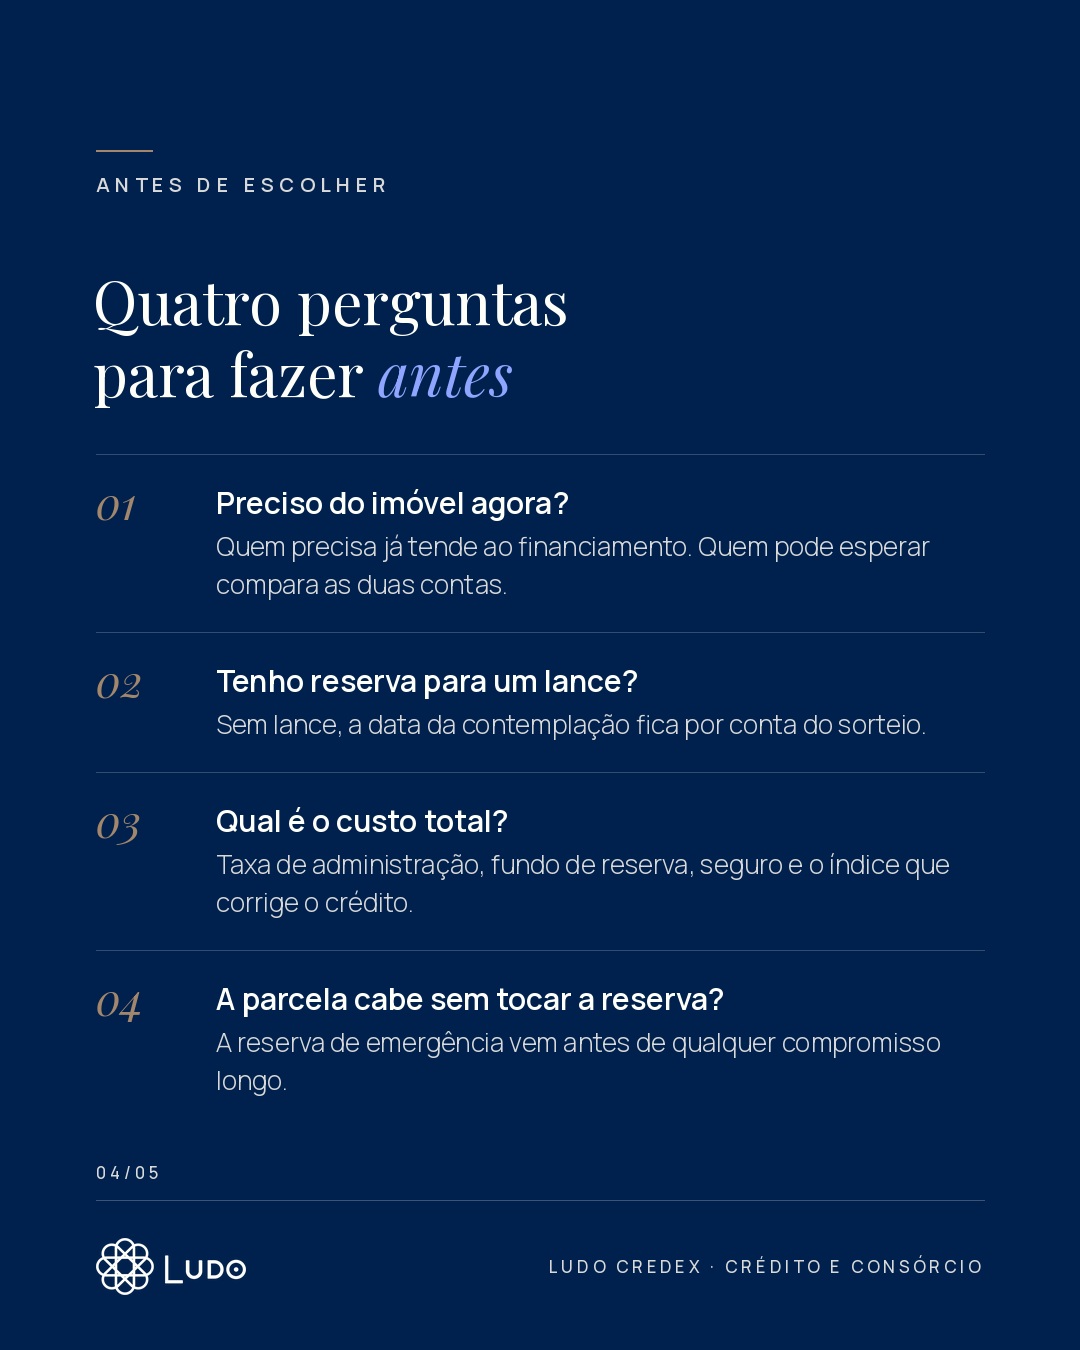 ANTES DE ESCOLHER
Quatro perguntas
para fazer antes
01
Preciso do imóvel agora?
Quem precisa já tende ao financiamento. Quem pode esperar
compara as duas contas.
02
Tenho reserva para um lance?
Sem lance, a data da contemplação fica por conta do sorteio.
03
Qual é o custo total?
Taxa de administração, fundo de reserva, seguro e o índice que
corrige o crédito.
04
A parcela cabe sem tocar a reserva?
A reserva de emergência vem antes de qualquer compromisso
longo.
04/05
LUDO
LUDO CREDEX · CRÉDITO E CONSÓRCIO